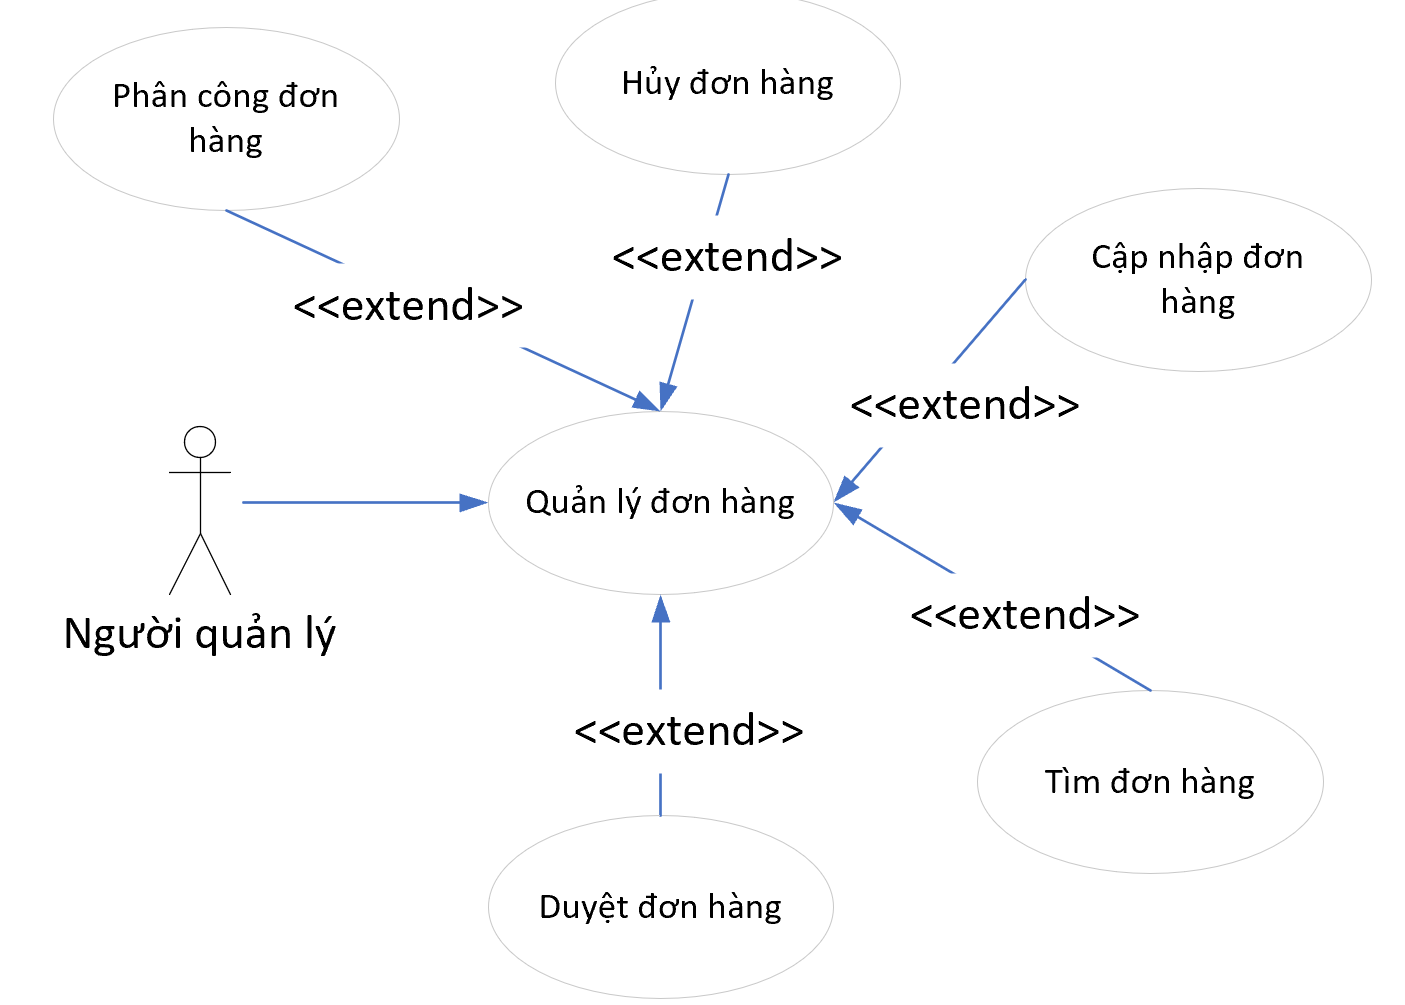 Phân công đơn
hàng
Hủy đơn hàng
<<extend>>
<<extend>>
Cập nhập đơn
hàng
<<extend>>
Quản lý đơn hàng
Người quản lý
<<extend>>
<<extend>>
Tìm đơn hàng
Duyệt đơn hàng